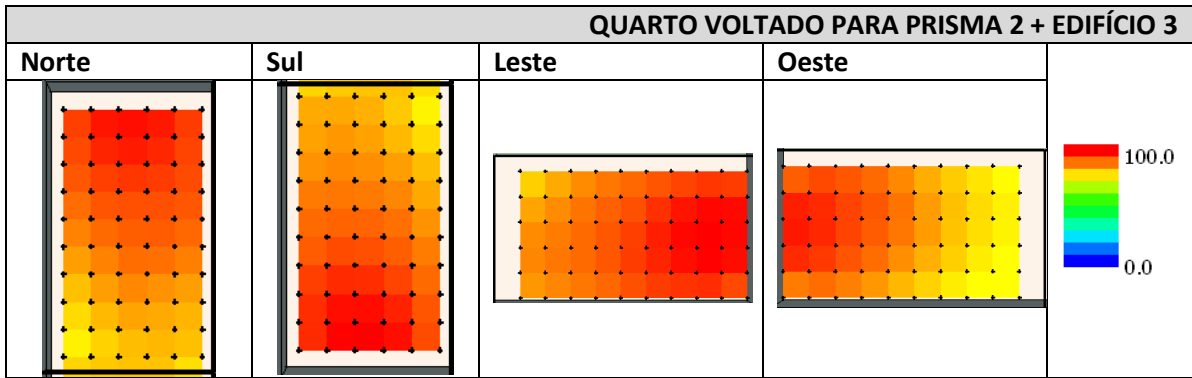 QUARTO VOLTADO PARA PRISMA 2 + EDIFÍCIO 3
Norte
Sul
Leste
Oeste
100.0
0.0